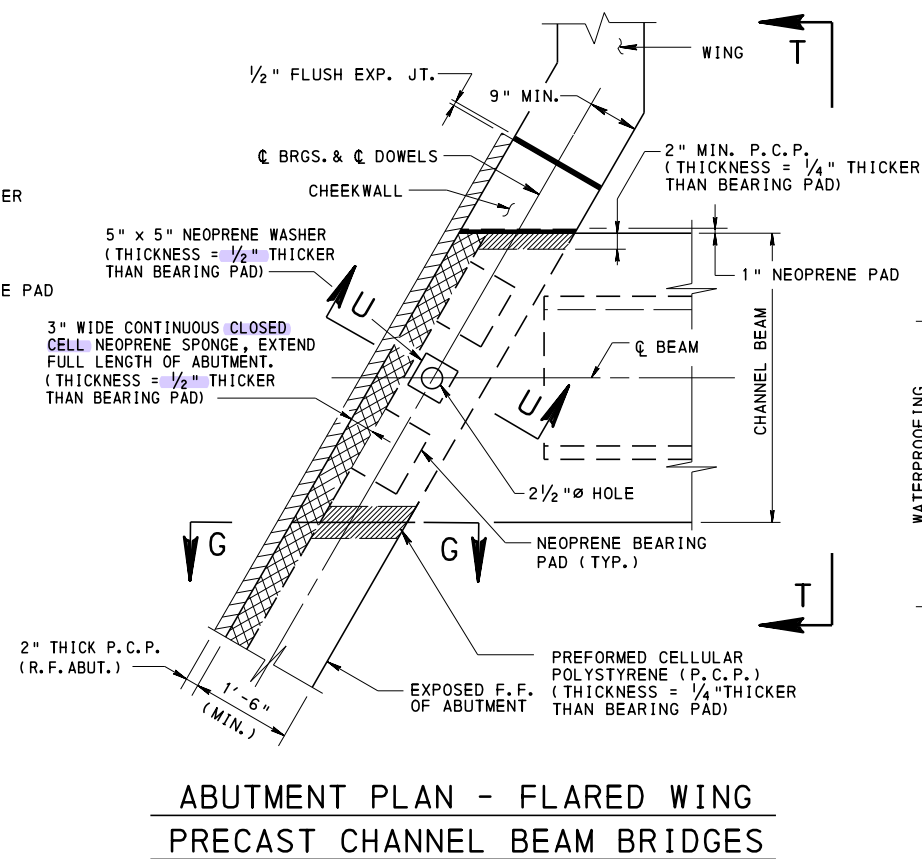 WING
T
½" FLUSH EXP. JT.
9" MIN.
℄ BRGS. & ℄ DOWELS
2" MIN. P.C.P.
(THICKNESS = ¼" THICKER
THAN BEARING PAD)
CHEEKWALL
ER
5" x 5" NEOPRENE WASHER
(THICKNESS = ½" THICKER
THAN BEARING PAD)
1" NEOPRENE PAD
E PAD
U
3" WIDE CONTINUOUS CLOSED
CELL NEOPRENE SPONGE, EXTEND
FULL LENGTH OF ABUTMENT.
(THICKNESS = ½" THICKER
THAN BEARING PAD)
℄ BEAM
CHANNEL BEAM
U
WATERPROOFING
2½"ø HOLE
G
G
NEOPRENE BEARING
PAD (TYP.)
T
2" THICK P.C.P.
(R.F. ABUT.)
1'-6"
(MIN.)
EXPOSED F.F.
OF ABUTMENT
PREFORMED CELLULAR
POLYSTYRENE (P.C.P.)
(THICKNESS = ¼" THICKER
THAN BEARING PAD)
ABUTMENT PLAN - FLARED WING
PRECAST CHANNEL BEAM BRIDGES